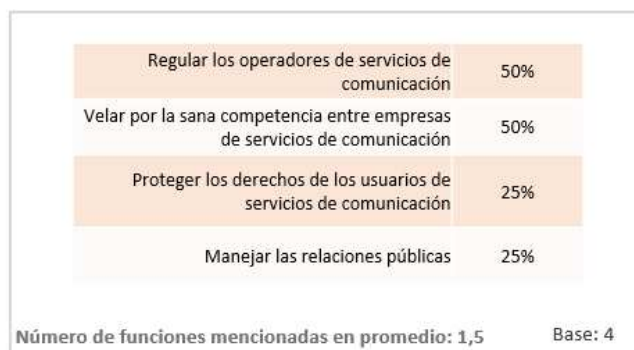 Regular los operadores de servicios de
comunicación
50%
Velar por la sana competencia entre empresas
de servicios de comunicación
50%
Proteger los derechos de los usuarios de
servicios de comunicación
25%
Manejar las relaciones públicas
25%
Número de funciones mencionadas en promedio: 1,5
Base: 4